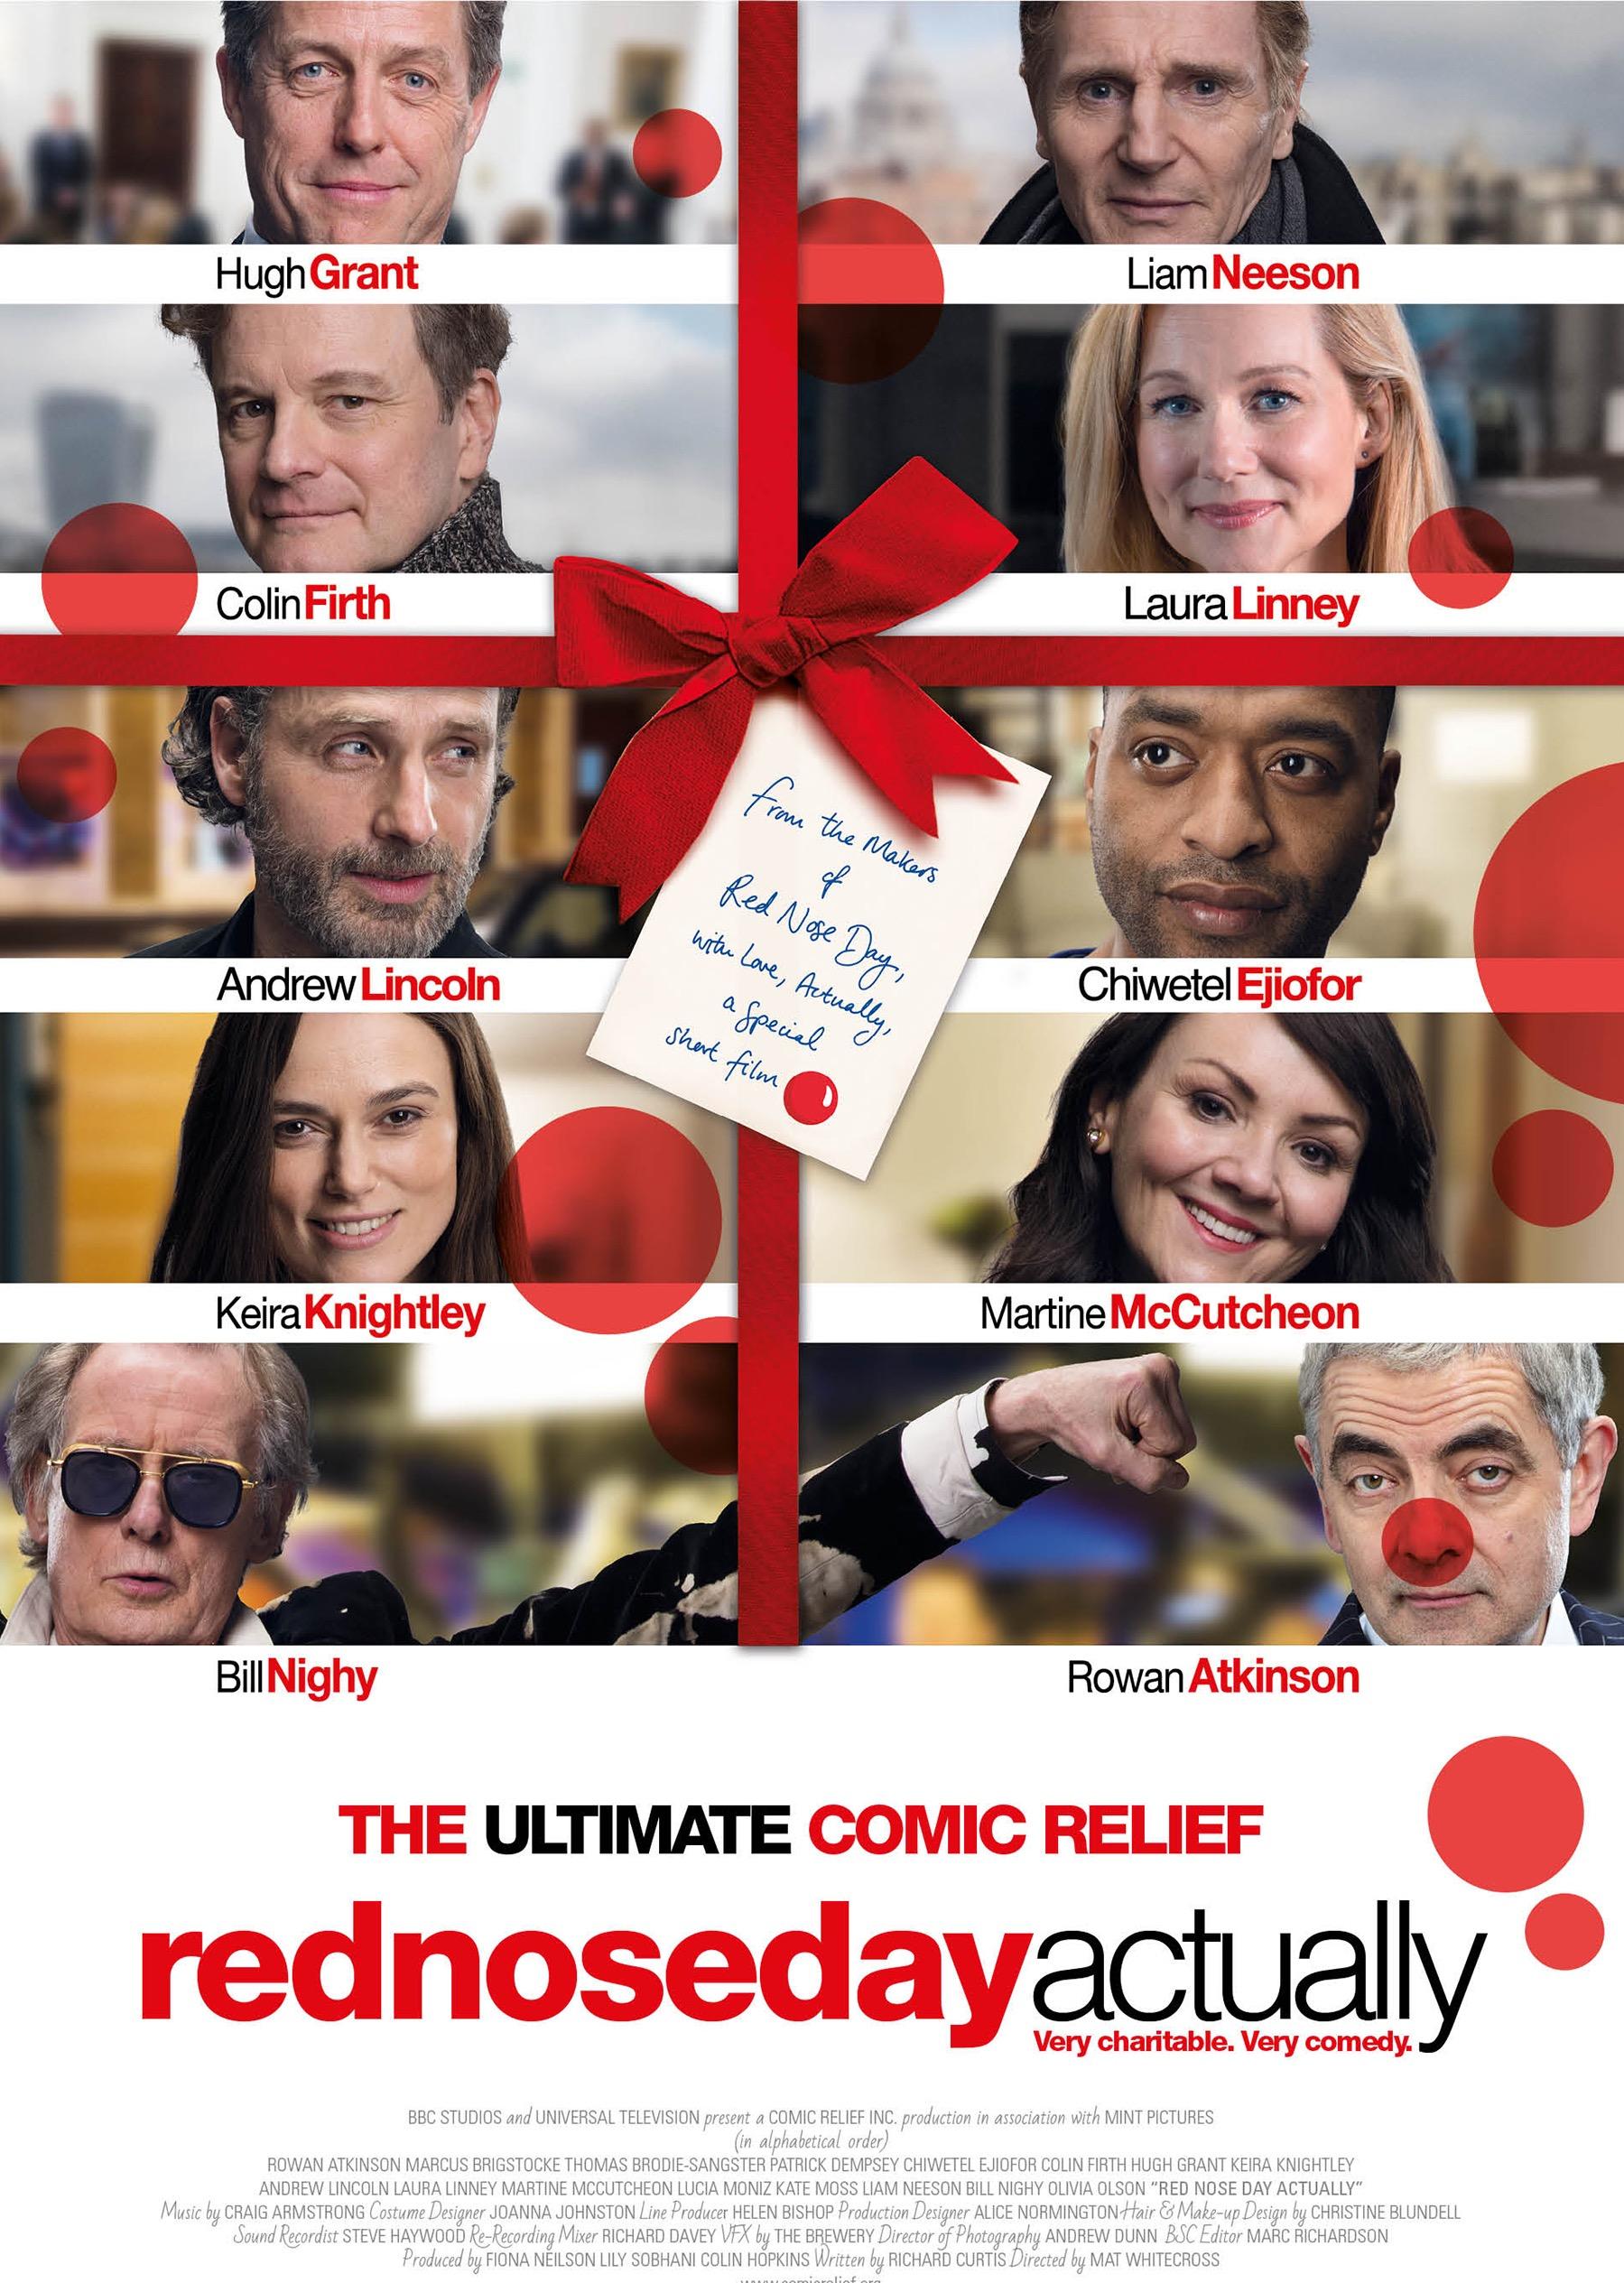 Hugh Grant
Liam Neeson
Colin Firth
Laura Linney
From the Makers
of
Red Nose Day,
with Love, Actually,
a Special
short film
Andrew Lincoln
Chiwetel Ejiofor
Keira Knightley
Martine McCutcheon
Bill Nighy
Rowan Atkinson
THE ULTIMATE COMIC RELIEF
rednosedayactually
Very charitable. Very comedy.
BBC STUDIOS and UNIVERSAL TELEVISION present a COMIC RELIEF INC. production in association with MINT PICTURES
(in alphabetical order)
ROWAN ATKINSON MARCUS BRIGSTOCKE THOMAS BRODIE-SANGSTER PATRICK DEMPSEY CHIWETEL EJIOFOR COLIN FIRTH HUGH GRANT KEIRA KNIGHTLEY
ANDREW LINCOLN LAURA LINNEY MARTINE MCCUTCHEON LUCIA MONIZ KATE MOSS LIAM NEESON BILL NIGHY OLIVIA OLSON “RED NOSE DAY ACTUALLY”
Music by CRAIG ARMSTRONG Costume Designer JOANNA JOHNSTON Line Producer HELEN BISHOP Production Designer ALICE NORMINGTON Hair & Make-up Design by CHRISTINE BLUNDELL
Sound Recordist STEVE HAYWOOD Re-Recording Mixer RICHARD DAVEY VFX by THE BREWERY Director of Photography ANDREW DUNN BSC Editor MARC RICHARDSON
Produced by FIONA NEILSON LILY SOBHANI COLIN HOPKINS Written by RICHARD CURTIS Directed by MAT WHITECROSS